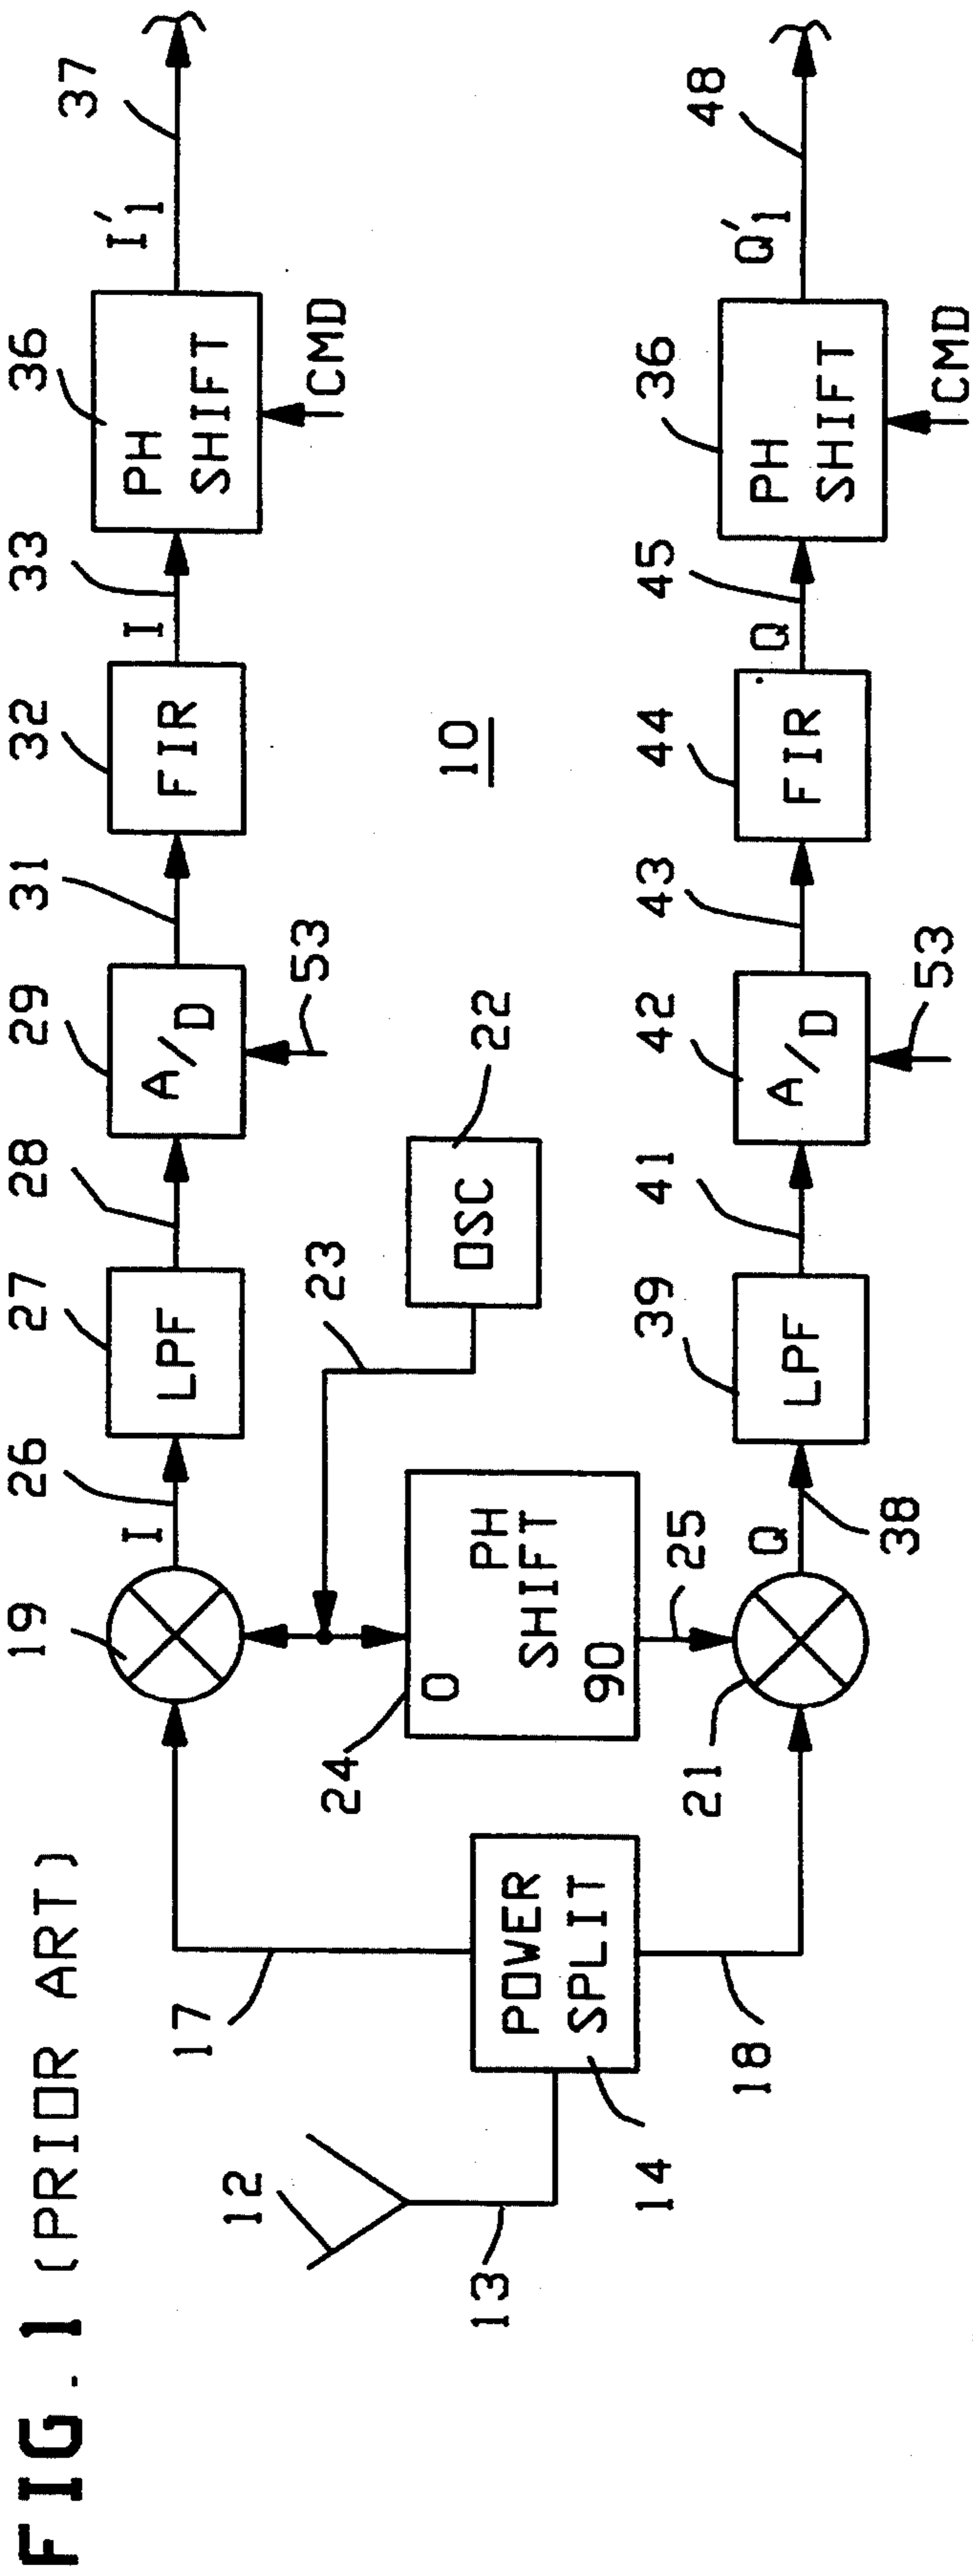 FIG. 1 (PRIOR ART)
12
13
14
POWER
SPLIT
17
18
19
21
24
0
PH
SHIFT
90
25
23
22
OSC
I
26
27
LPF
28
29
A/D
53
31
32
FIR
I
33
36
PH
SHIFT
CMD
I'1
37
10
Q
38
39
LPF
41
42
A/D
53
43
44
FIR
Q
45
36
PH
SHIFT
CMD
Q'1
48